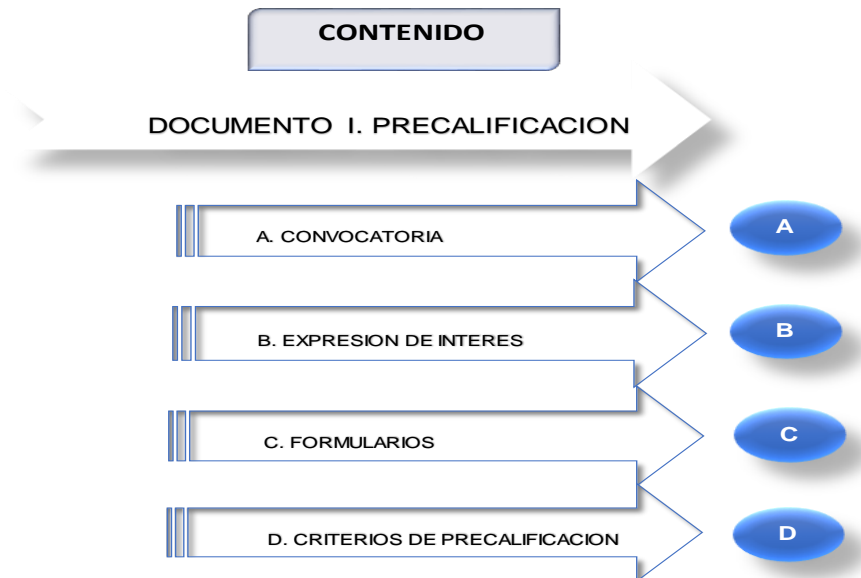 CONTENIDO
DOCUMENTO I. PRECALIFICACION
A. CONVOCATORIA
A
B. EXPRESION DE INTERES
B
C. FORMULARIOS
C
D. CRITERIOS DE PRECALIFICACION
D